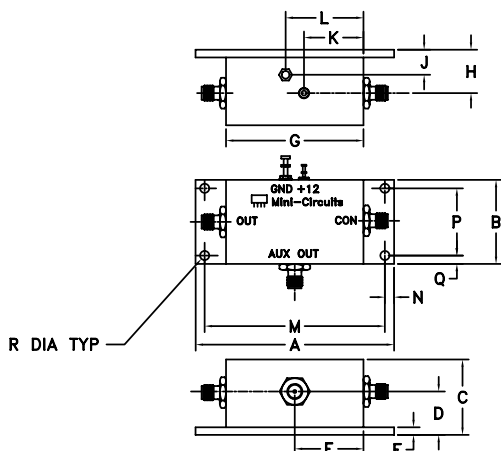 L
K
J
H
G
GND +12
Mini-Circuits
OUT
CON
AUX OUT
P
B
Q
N
M
R DIA TYP
A
C
D
E
F